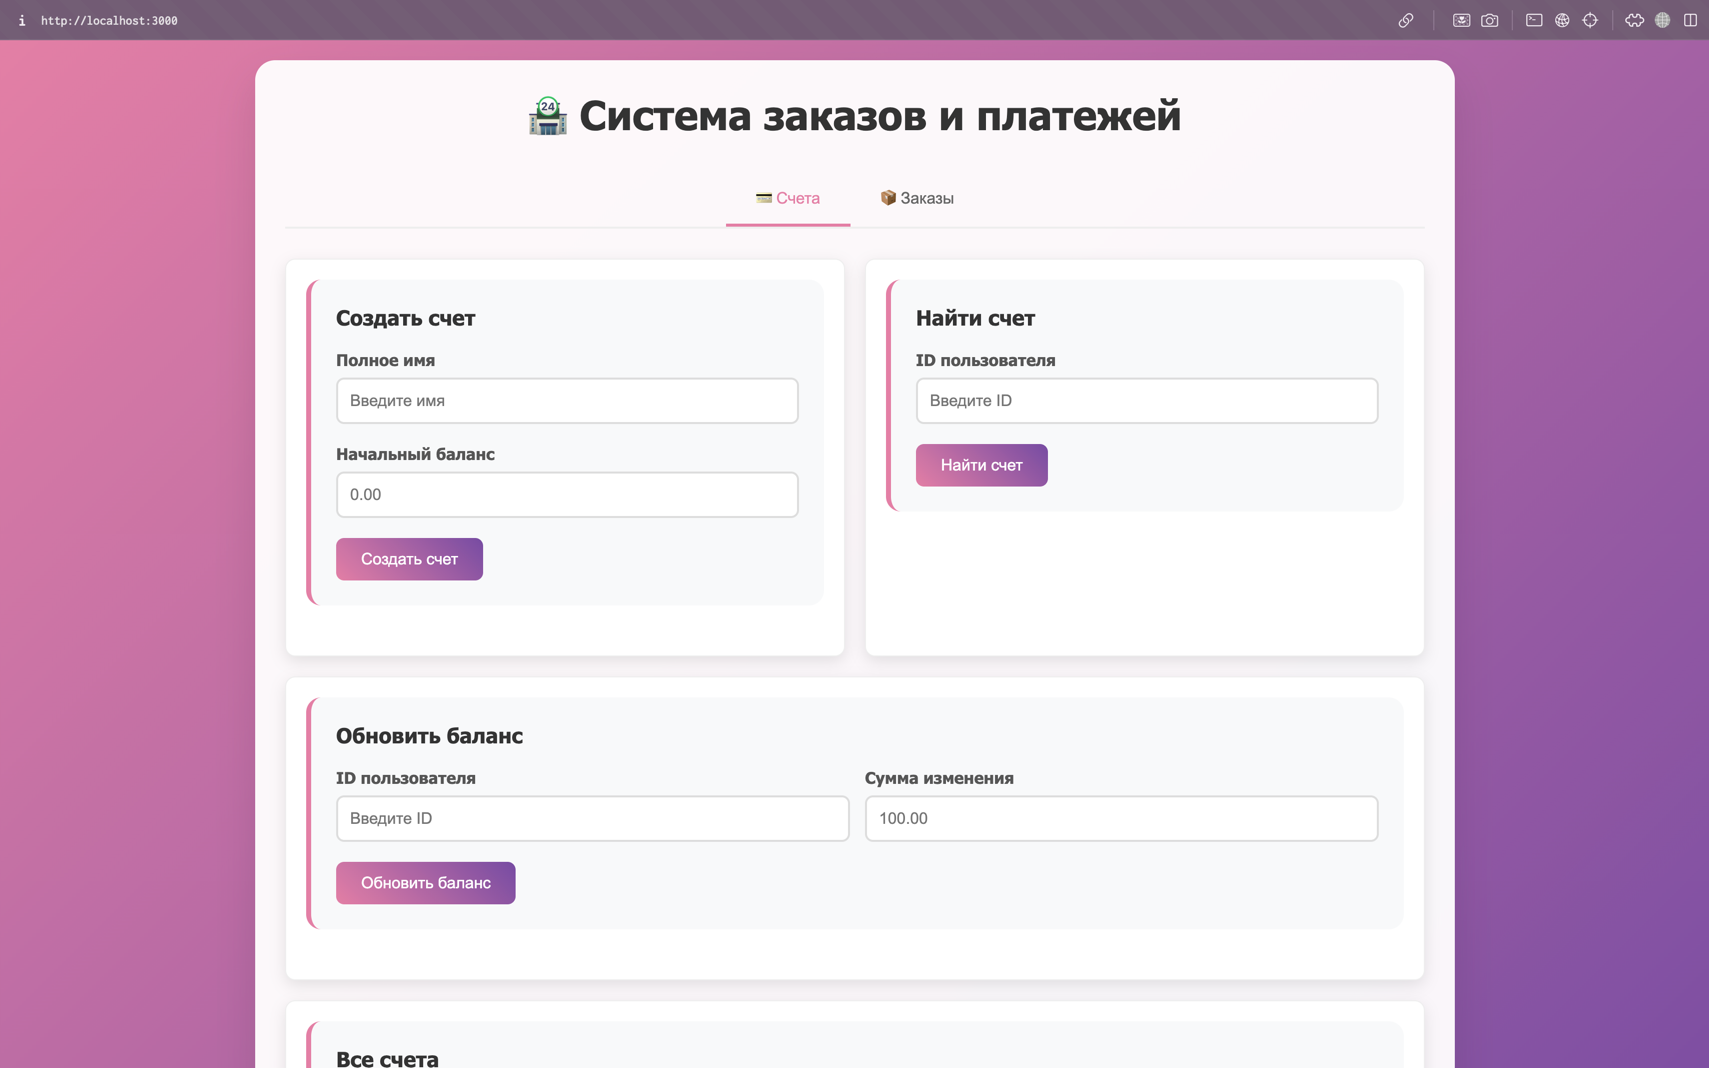 i http://localhost:3000
24 Система заказов и платежей
Счета
Заказы
Создать счет
Полное имя
Введите имя
Начальный баланс
0.00
Создать счет
Найти счет
ID пользователя
Введите ID
Найти счет
Обновить баланс
ID пользователя
Введите ID
Сумма изменения
100.00
Обновить баланс
Все счета